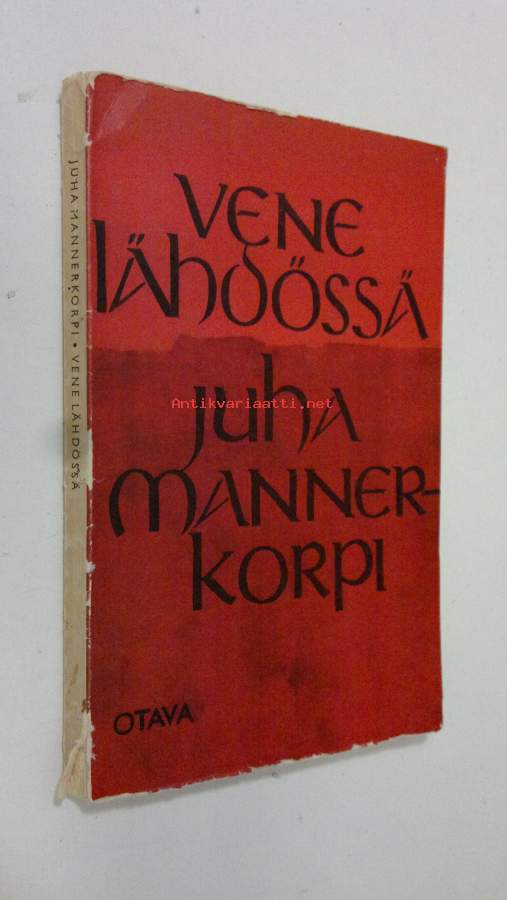 VENE
LÄHDÖSSÄ
JUHA
MANNER-
KORPI
OTAVA
JUHA MANNERKORPI • VENE LÄHDÖSSÄ
Antikvariaatti.net